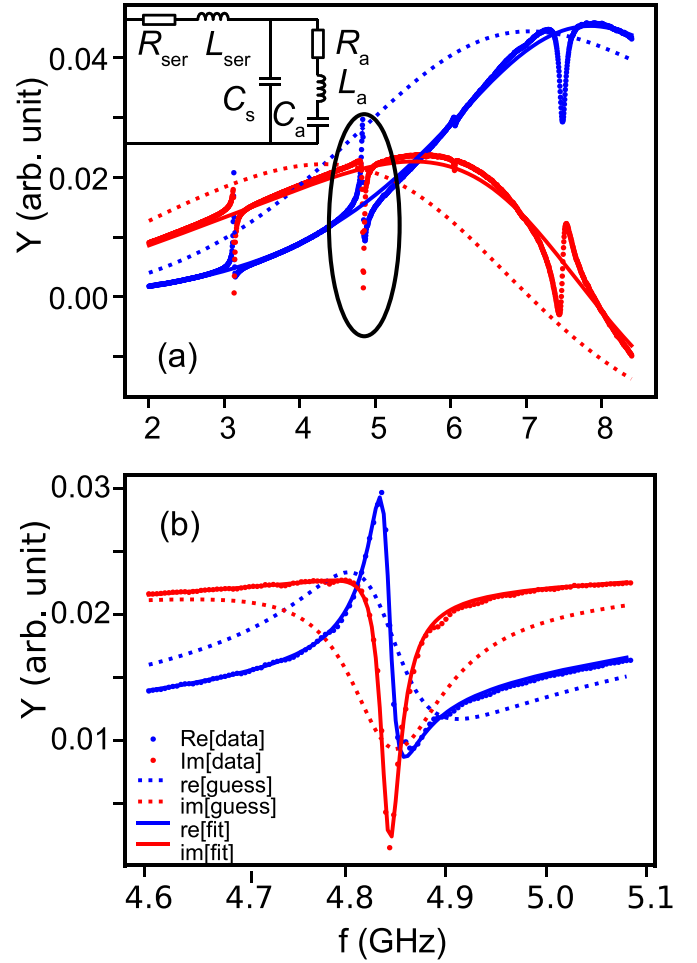 R_ser L_ser R_a
L_a
C_s C_a
Y (arb. unit)
0.04
0.02
0.00
(a)
2 3 4 5 6 7 8
Y (arb. unit)
0.03
0.02
0.01
(b)
Re[data]
Im[data]
re[guess]
im[guess]
re[fit]
im[fit]
4.6 4.7 4.8 4.9 5.0 5.1
f (GHz)